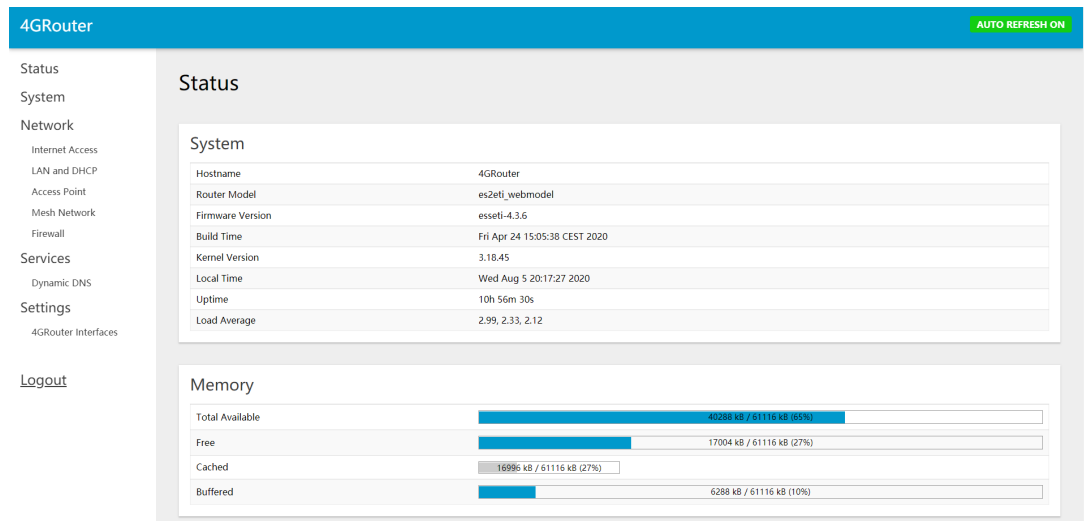 4GRouter
AUTO REFRESH ON
Status
System
Network
Internet Access
LAN and DHCP
Access Point
Mesh Network
Firewall
Services
Dynamic DNS
Settings
4GRouter Interfaces
Logout
Status
System
Hostname 4GRouter
Router Model es2eti_webmodel
Firmware Version esseti-4.3.6
Build Time Fri Apr 24 15:05:38 CEST 2020
Kernel Version 3.18.45
Local Time Wed Aug 5 20:17:27 2020
Uptime 10h 56m 30s
Load Average 2.99, 2.33, 2.12
Memory
Total Available 40288 kB / 61116 kB (65%)
Free 17004 kB / 61116 kB (27%)
Cached 16996 kB / 61116 kB (27%)
Buffered 6288 kB / 61116 kB (10%)